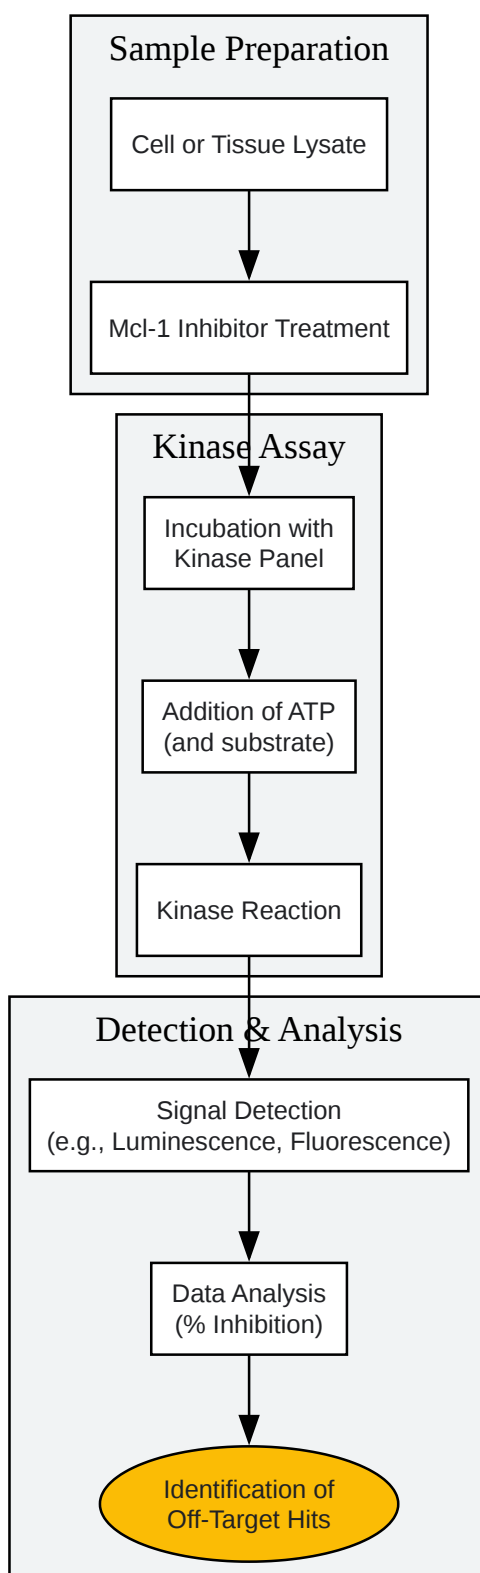 Sample Preparation
Cell or Tissue Lysate
Mcl-1 Inhibitor Treatment
Kinase Assay
Incubation with
Kinase Panel
Addition of ATP
(and substrate)
Kinase Reaction
Detection & Analysis
Signal Detection
(e.g., Luminescence, Fluorescence)
Data Analysis
(% Inhibition)
Identification of
Off-Target Hits